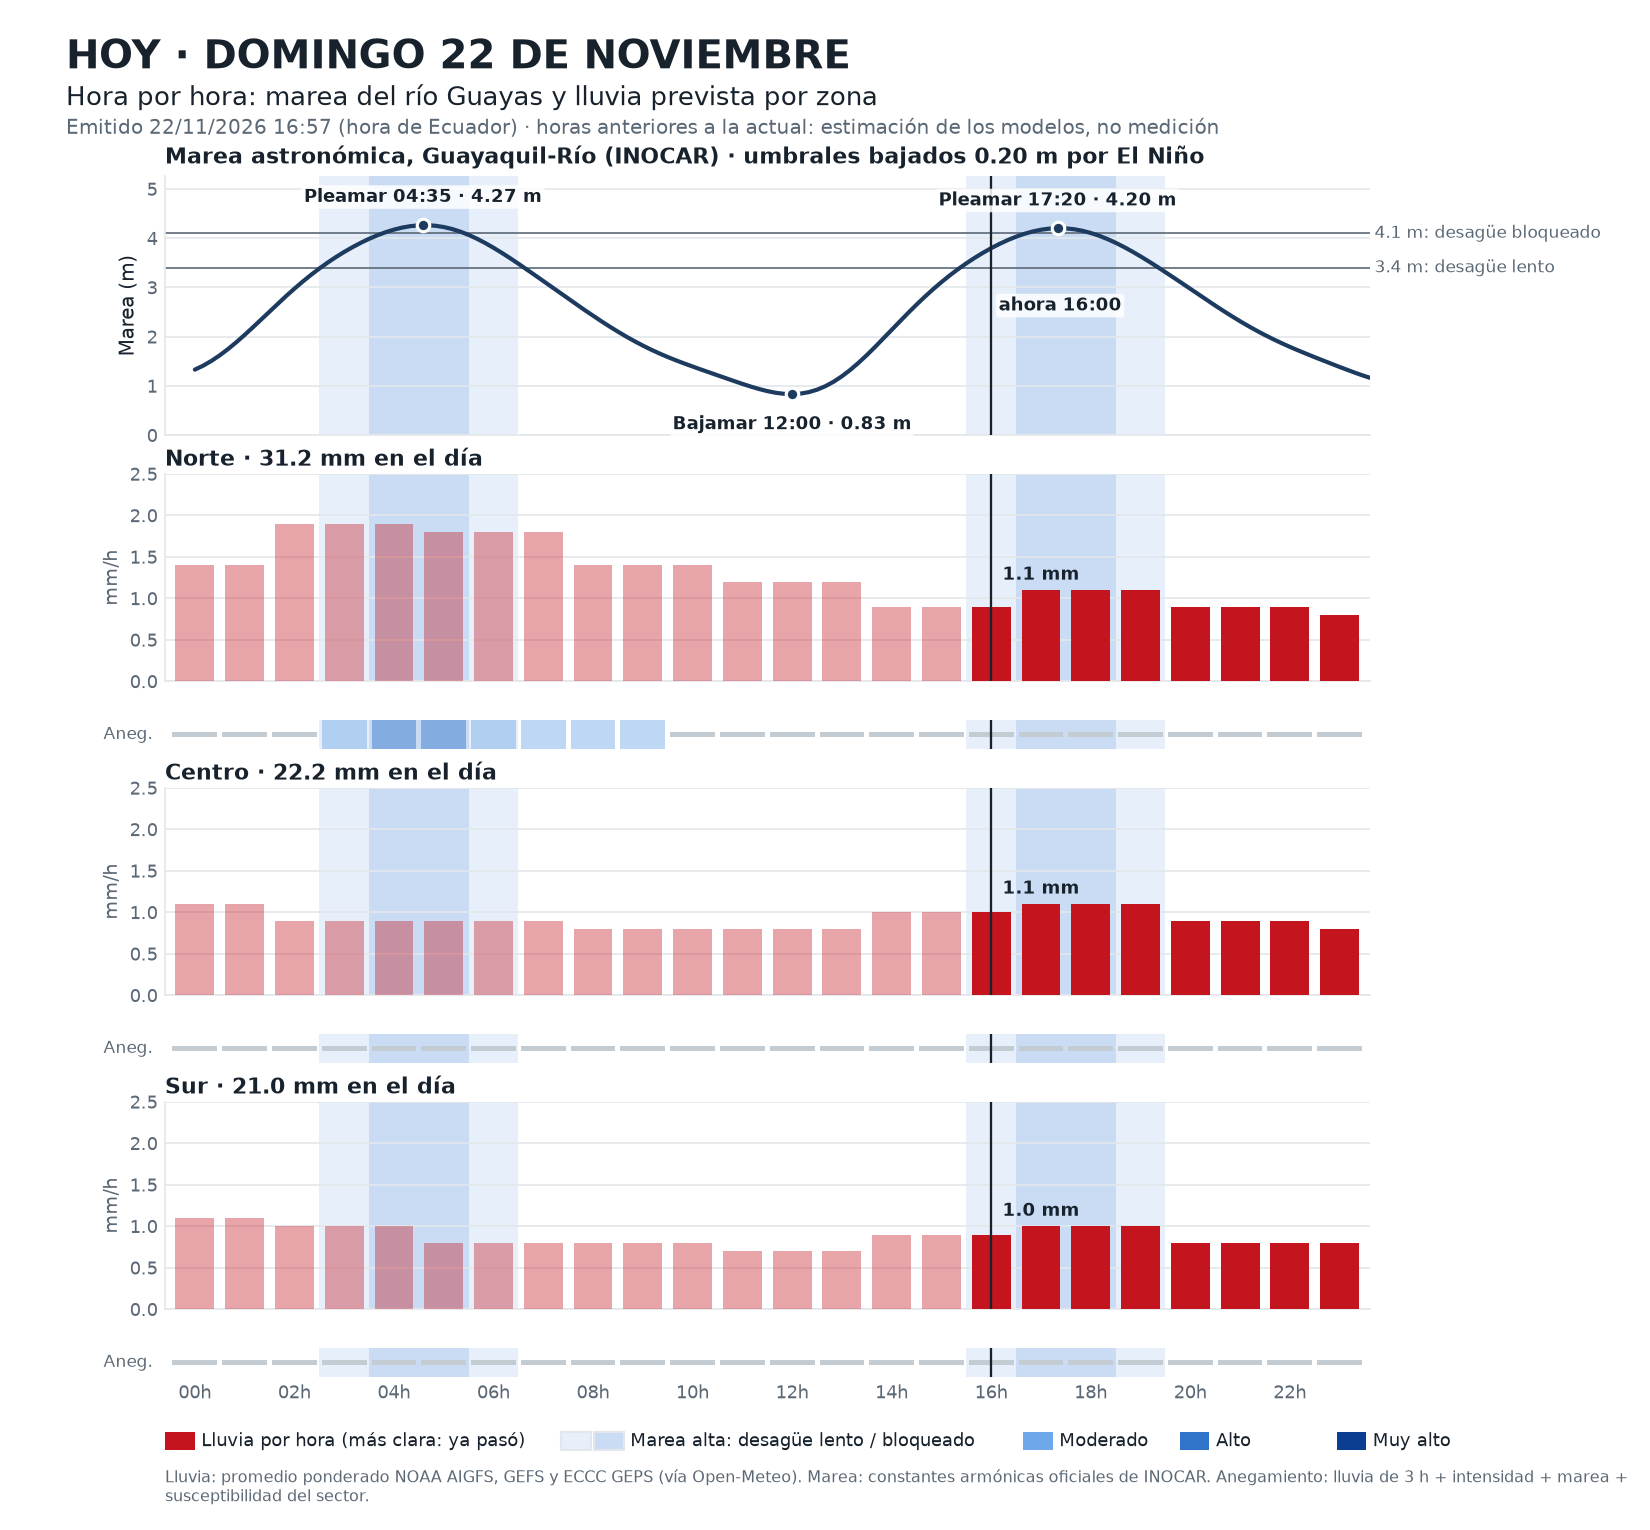 HOY · DOMINGO 22 DE NOVIEMBRE
Hora por hora: marea del río Guayas y lluvia prevista por zona
Emitido 22/11/2026 16:57 (hora de Ecuador) · horas anteriores a la actual: estimación de los modelos, no medición
Marea astronómica, Guayaquil-Río (INOCAR) · umbrales bajados 0.20 m por El Niño
Marea (m)
5
4
3
2
1
0
Pleamar 04:35 · 4.27 m
Pleamar 17:20 · 4.20 m
4.1 m: desagüe bloqueado
3.4 m: desagüe lento
ahora 16:00
Bajamar 12:00 · 0.83 m
Norte · 31.2 mm en el día
mm/h
2.5
2.0
1.5
1.0
0.5
0.0
1.1 mm
Aneg.
Centro · 22.2 mm en el día
mm/h
2.5
2.0
1.5
1.0
0.5
0.0
1.1 mm
Aneg.
Sur · 21.0 mm en el día
mm/h
2.5
2.0
1.5
1.0
0.5
0.0
1.0 mm
Aneg.
00h 02h 04h 06h 08h 10h 12h 14h 16h 18h 20h 22h
Lluvia por hora (más clara: ya pasó) Marea alta: desagüe lento / bloqueado Moderado Alto Muy alto
Lluvia: promedio ponderado NOAA AIGFS, GEFS y ECCC GEPS (vía Open-Meteo). Marea: constantes armónicas oficiales de INOCAR. Anegamiento: lluvia de 3 h + intensidad + marea +
susceptibilidad del sector.